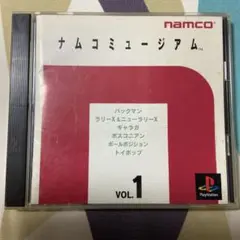 namco
ナムコミュージアム™
パックマン
ラリーX&ニューラリーX
ギャラガ
ボスコニアン
ポールポジション
トイポップ
VOL.1
PlayStation